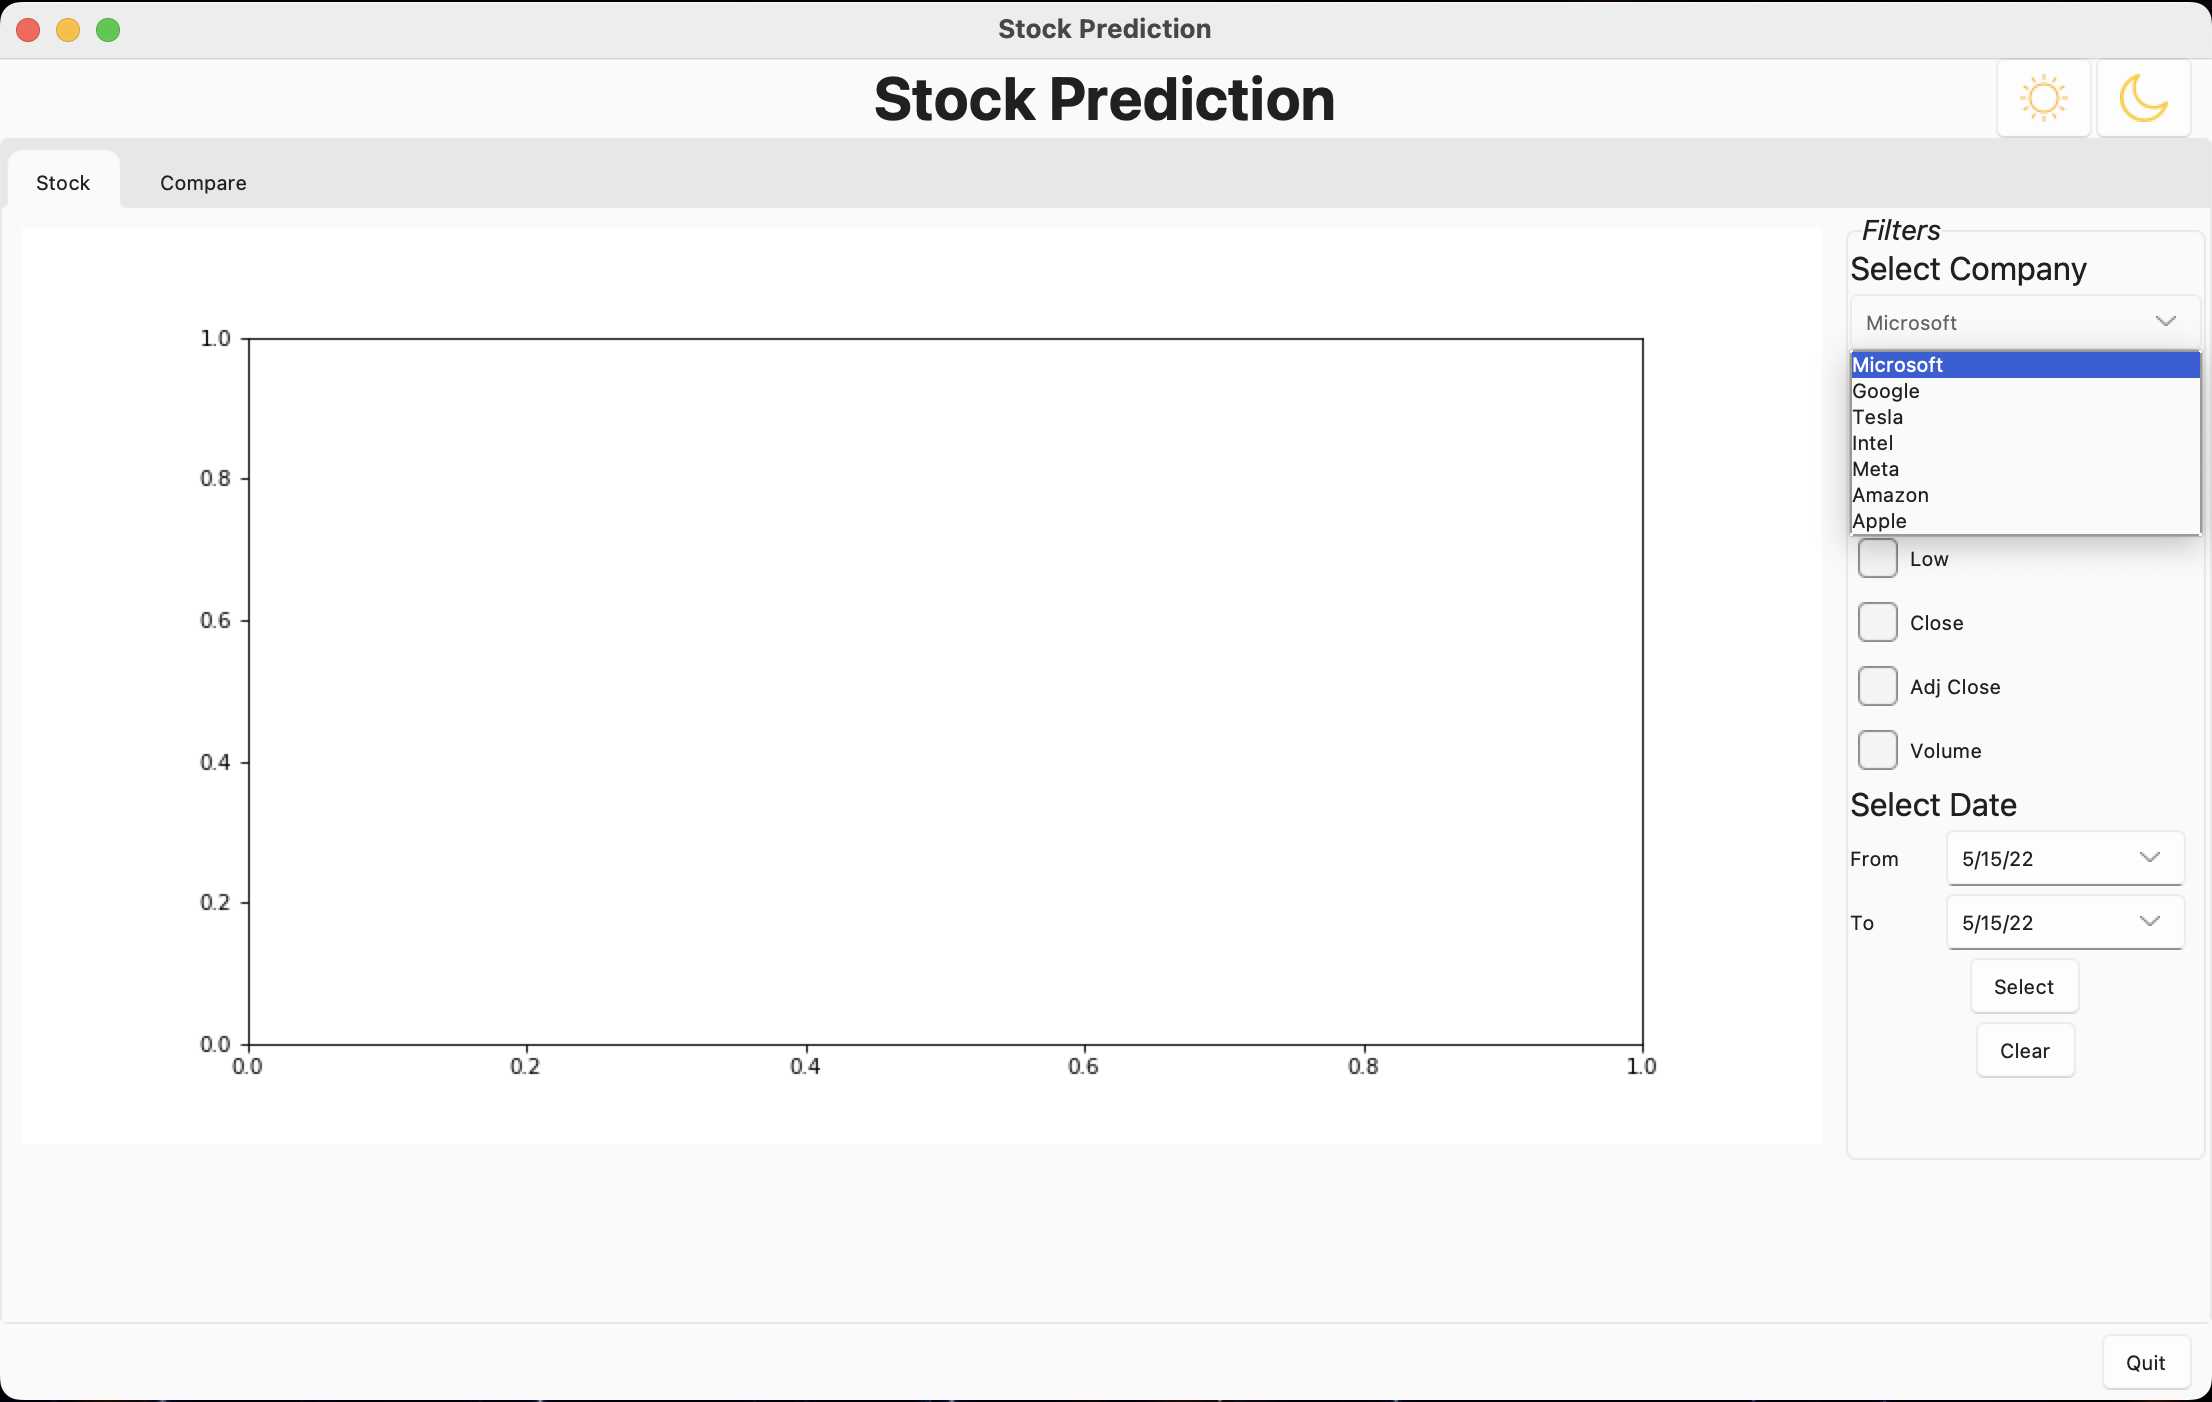 Stock Prediction
Stock Prediction
Stock
Compare
1.0
0.8
0.6
0.4
0.2
0.0
0.0 0.2 0.4 0.6 0.8 1.0
Filters
Select Company
Microsoft
Microsoft
Google
Tesla
Intel
Meta
Amazon
Apple
Low
Close
Adj Close
Volume
Select Date
From 5/15/22
To 5/15/22
Select
Clear
Quit